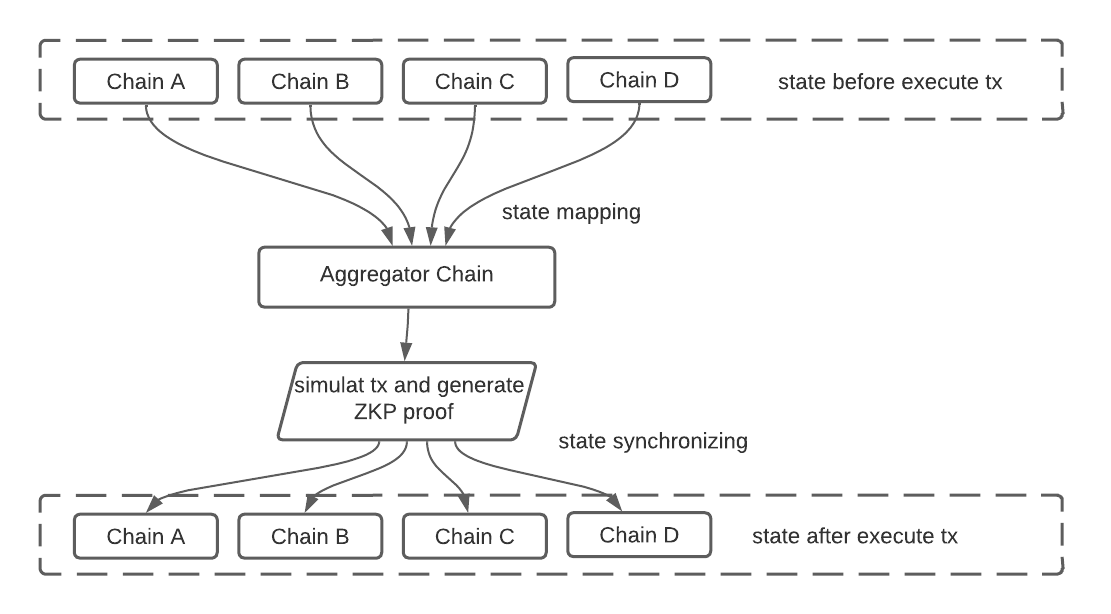 Chain A
Chain B
Chain C
Chain D
state before execute tx
state mapping
Aggregator Chain
simulat tx and generate
ZKP proof
state synchronizing
Chain A
Chain B
Chain C
Chain D
state after execute tx